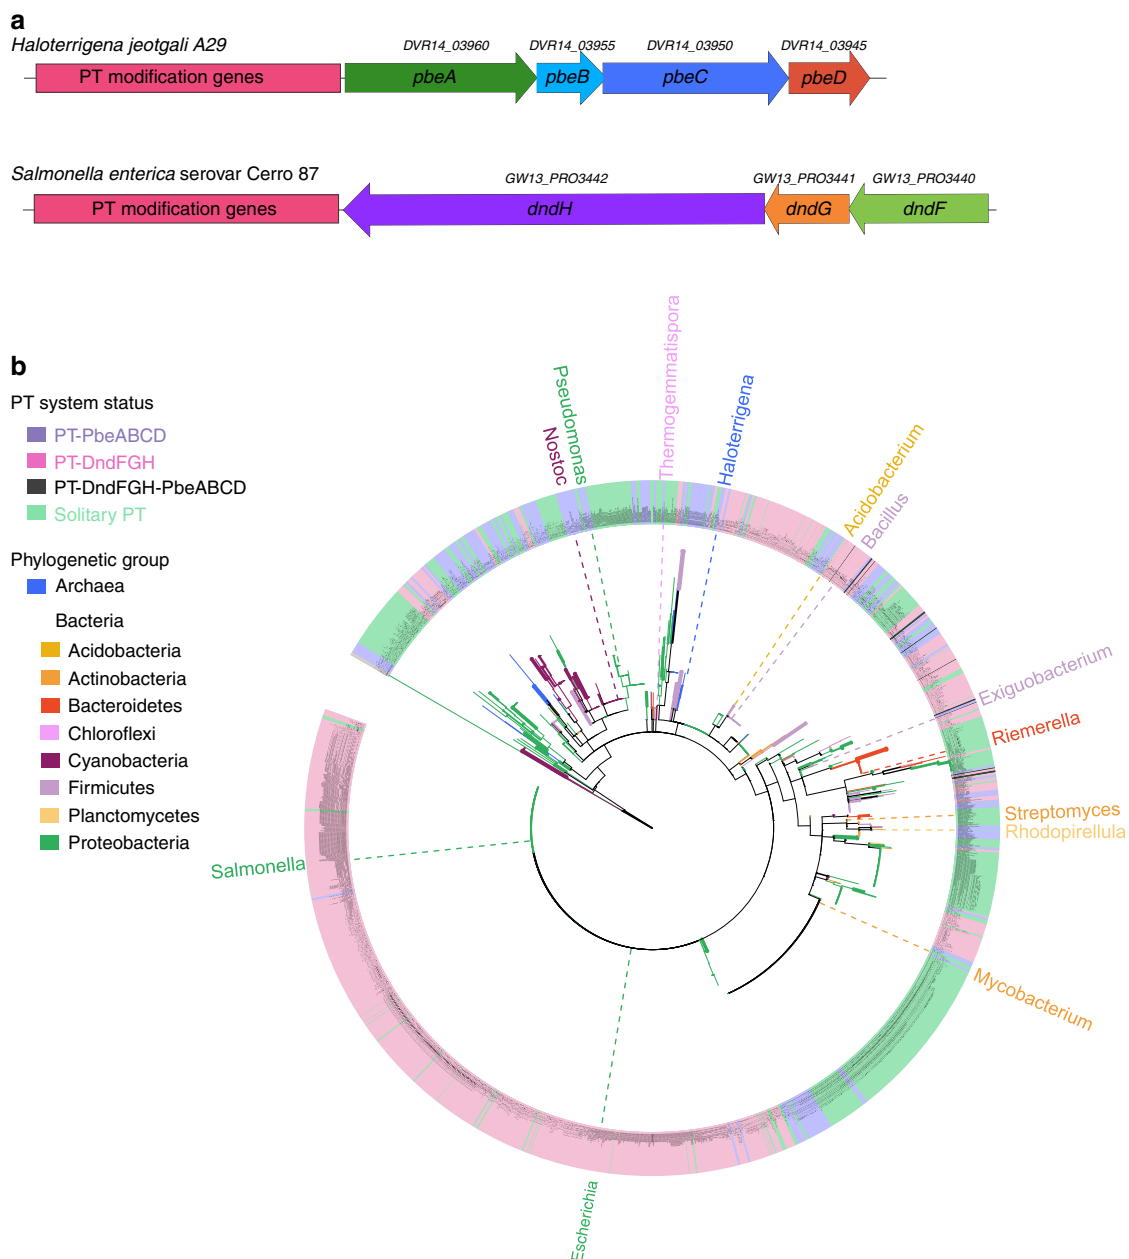 a
Haloterrigena jeotgali A29
DVR14_03960 DVR14_03955 DVR14_03950 DVR14_03945
PT modification genes pbeA pbeB pbeC pbeD
Salmonella enterica serovar Cerro 87
GW13_PRO3442 GW13_PRO3441 GW13_PRO3440
PT modification genes dndH dndG dndF
b
PT system status
PT-PbeABCD
PT-DndFGH
PT-DndFGH-PbeABCD
Solitary PT
Phylogenetic group
Archaea
Bacteria
Acidobacteria
Actinobacteria
Bacteroidetes
Chloroflexi
Cyanobacteria
Firmicutes
Planctomycetes
Proteobacteria
Nostoc
Pseudomonas
Thermogemmatispora
Haloterrigena
Acidobacterium
Bacillus
Exiguobacterium
Riemerella
Streptomyces
Rhodopirellula
Mycobacterium
Escherichia
Salmonella